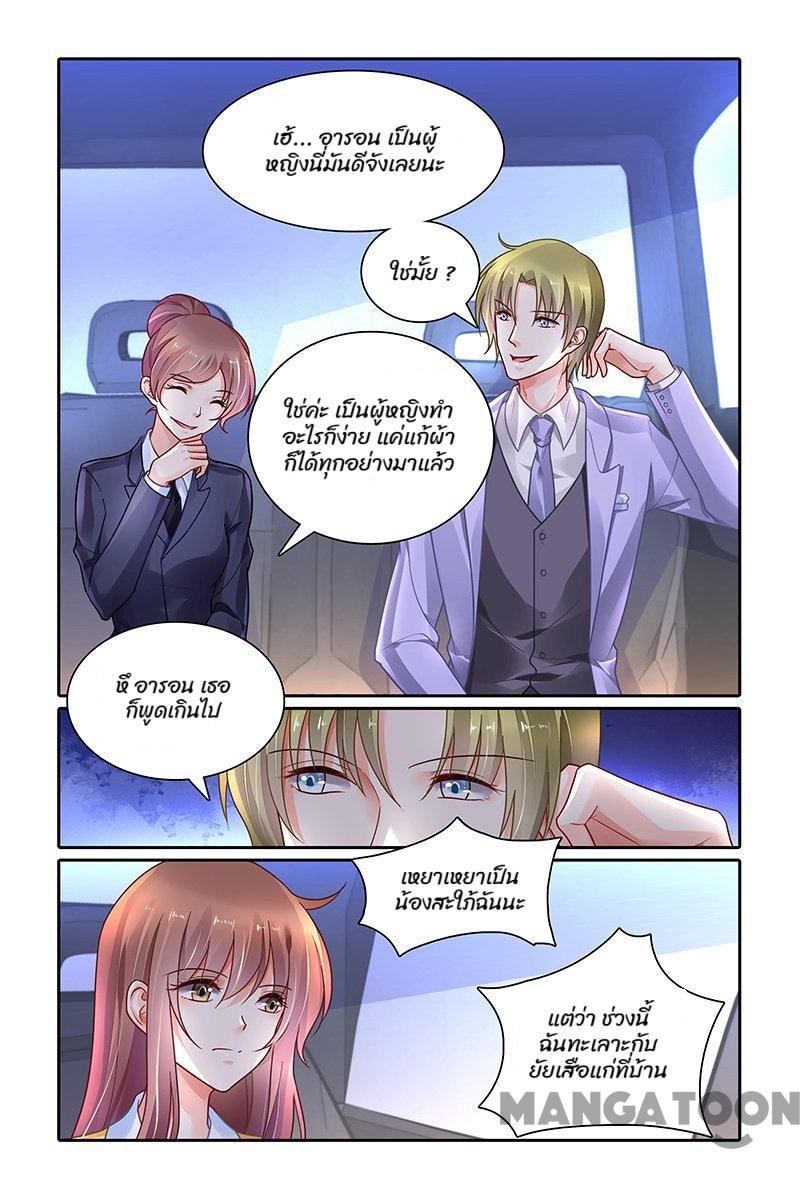 เฮ้... อารอน เป็นผู้
หญิงนี่มันดีจังเลยนะ
ใช่มั้ย ?
ใช่ค่ะ เป็นผู้หญิงทำ
อะไรก็ง่าย แค่แก้ผ้า
ก็ได้ทุกอย่างมาแล้ว
หึ อารอน เธอ
ก็พูดเกินไป
เหยาเหยาเป็น
น้องสะใภ้ฉันนะ
แต่ว่า ช่วงนี้
ฉันทะเลาะกับ
ยัยเสือแก่ที่บ้าน
MANGATOON